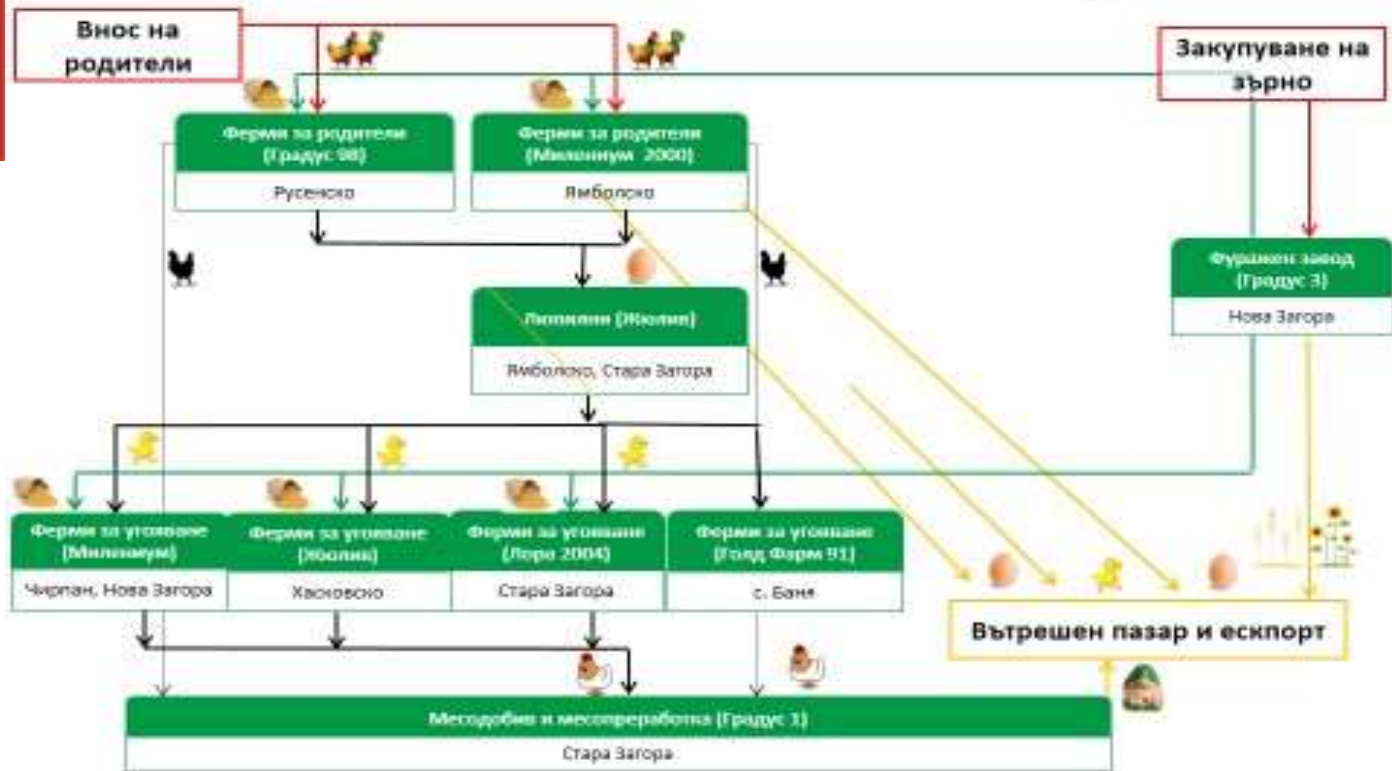 Внос на
родители
Закупуване на
зърно
Ферми за родители
(Градус 98)
Русенско
Ферми за родители
(Милениум 2000)
Ямболско
Фуражен завод
(Градус 3)
Нова Загора
Люпилни (Жюлив)
Ямболско, Стара Загора
Ферми за угояване
(Милениум)
Чирпан, Нова Загора
Ферми за угояване
(Жюлив)
Хасковско
Ферми за угояване
(Лоро 2004)
Стара Загора
Ферми за угояване
(Голд Фарм 91)
с. Баня
Вътрешен пазар и ескпорт
Месодобив и месопреработка (Градус 1)
Стара Загора